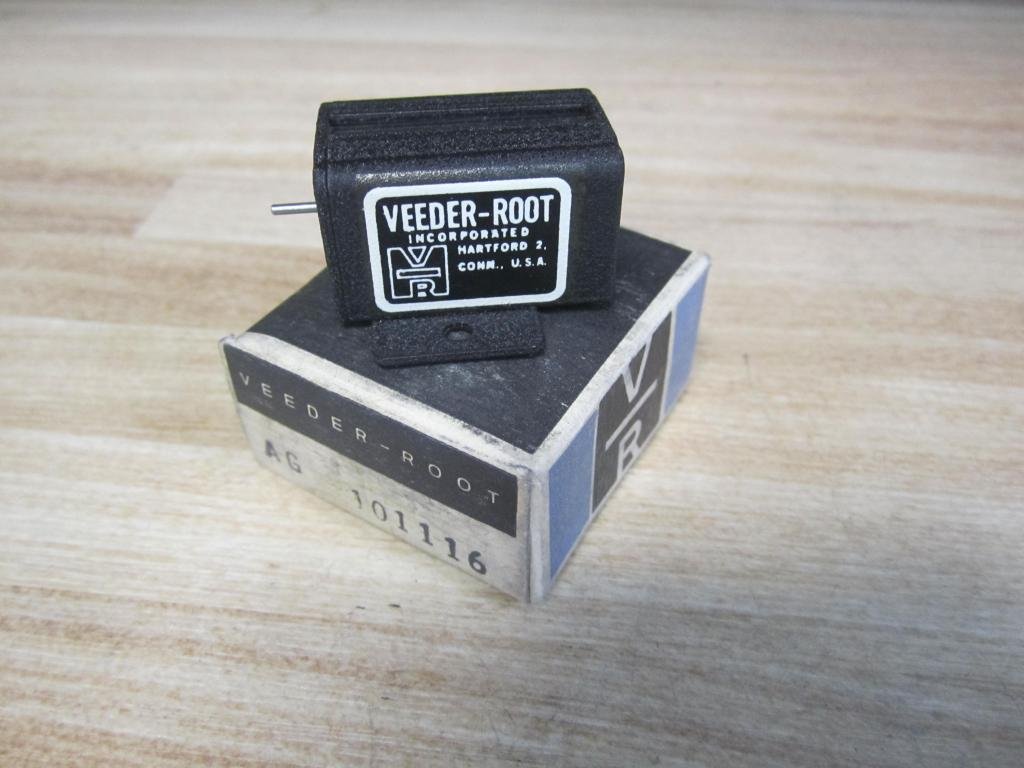 VEEDER-ROOT
INCORPORATED
HARTFORD 2,
CONN., U.S.A.
VR
VEEDER-ROOT
AG 101116
VR